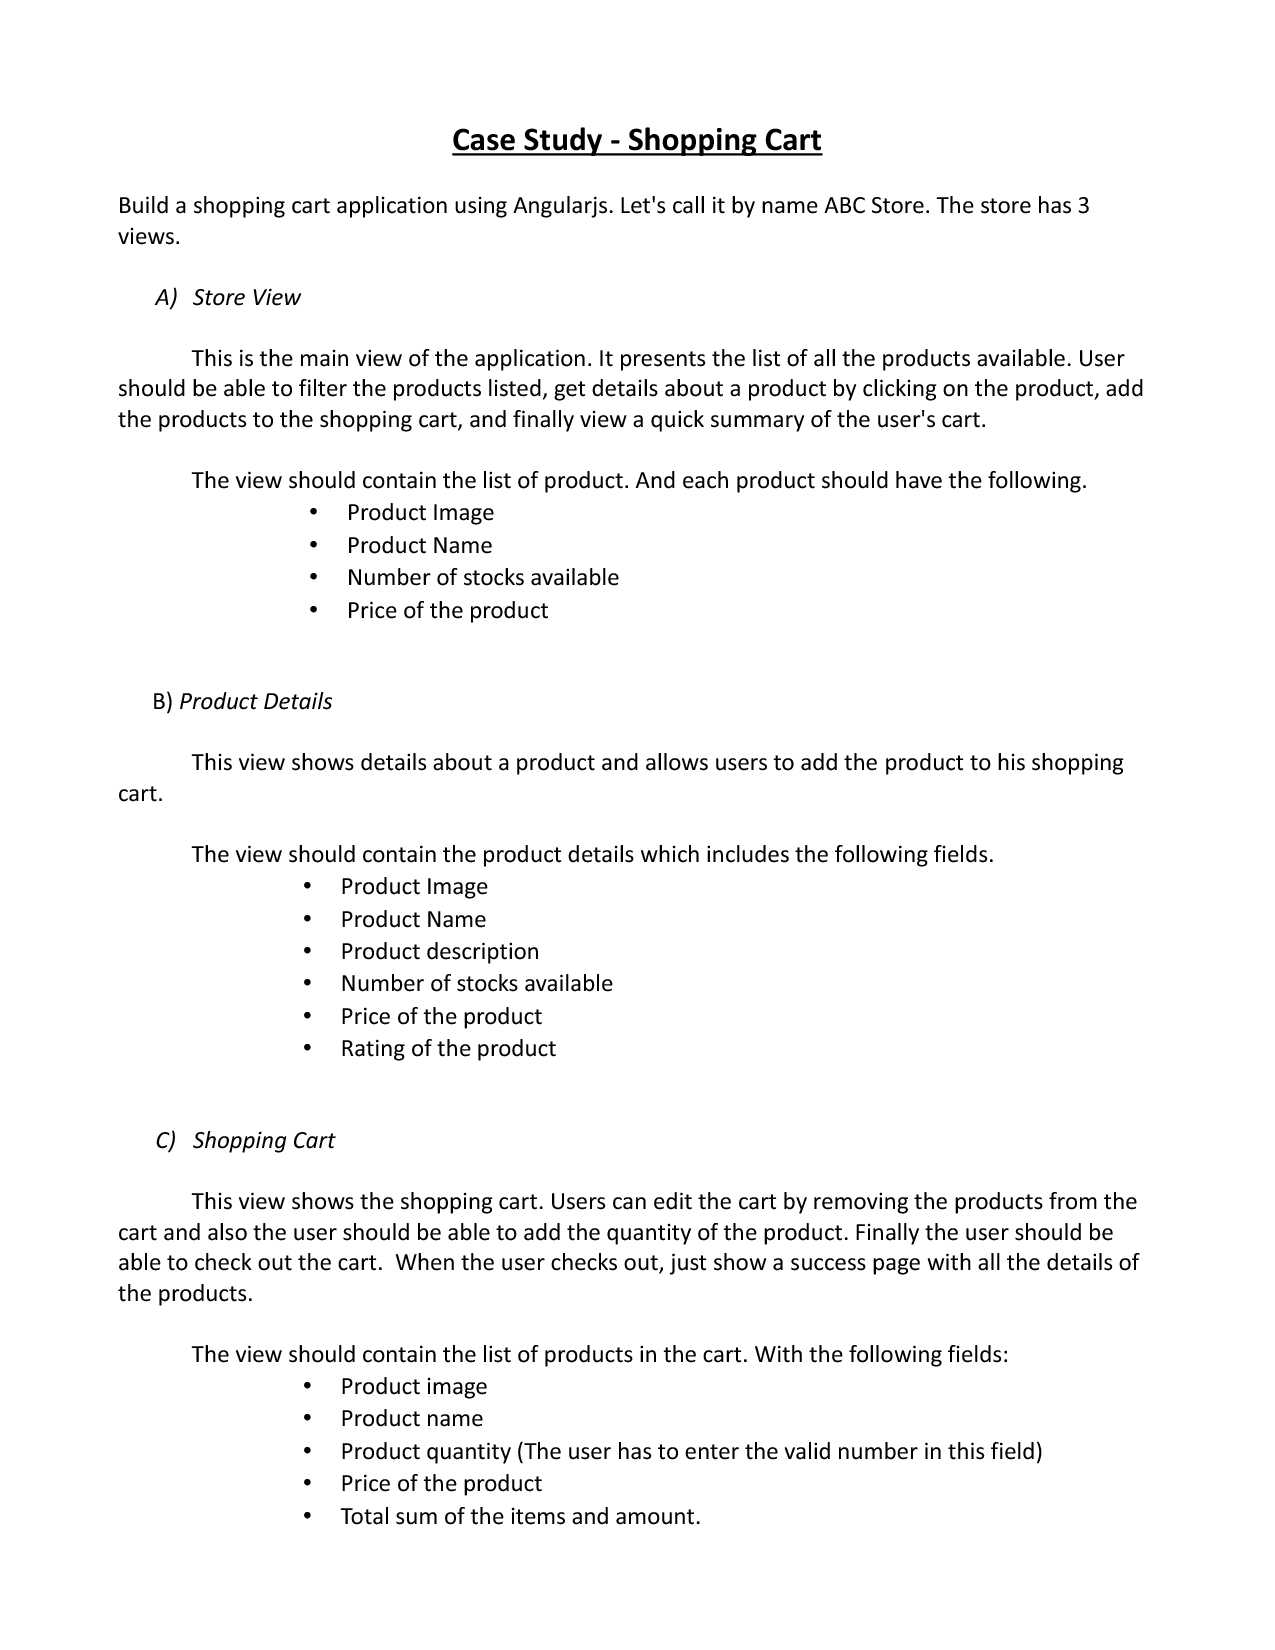 Case Study - Shopping Cart
Build a shopping cart application using Angularjs. Let's call it by name ABC Store. The store has 3
views.
A) Store View
This is the main view of the application. It presents the list of all the products available. User
should be able to filter the products listed, get details about a product by clicking on the product, add
the products to the shopping cart, and finally view a quick summary of the user's cart.
The view should contain the list of product. And each product should have the following.
• Product Image
• Product Name
• Number of stocks available
• Price of the product
B) Product Details
This view shows details about a product and allows users to add the product to his shopping
cart.
The view should contain the product details which includes the following fields.
• Product Image
• Product Name
• Product description
• Number of stocks available
• Price of the product
• Rating of the product
C) Shopping Cart
This view shows the shopping cart. Users can edit the cart by removing the products from the
cart and also the user should be able to add the quantity of the product. Finally the user should be
able to check out the cart.  When the user checks out, just show a success page with all the details of
the products.
The view should contain the list of products in the cart. With the following fields:
• Product image
• Product name
• Product quantity (The user has to enter the valid number in this field)
• Price of the product
• Total sum of the items and amount.